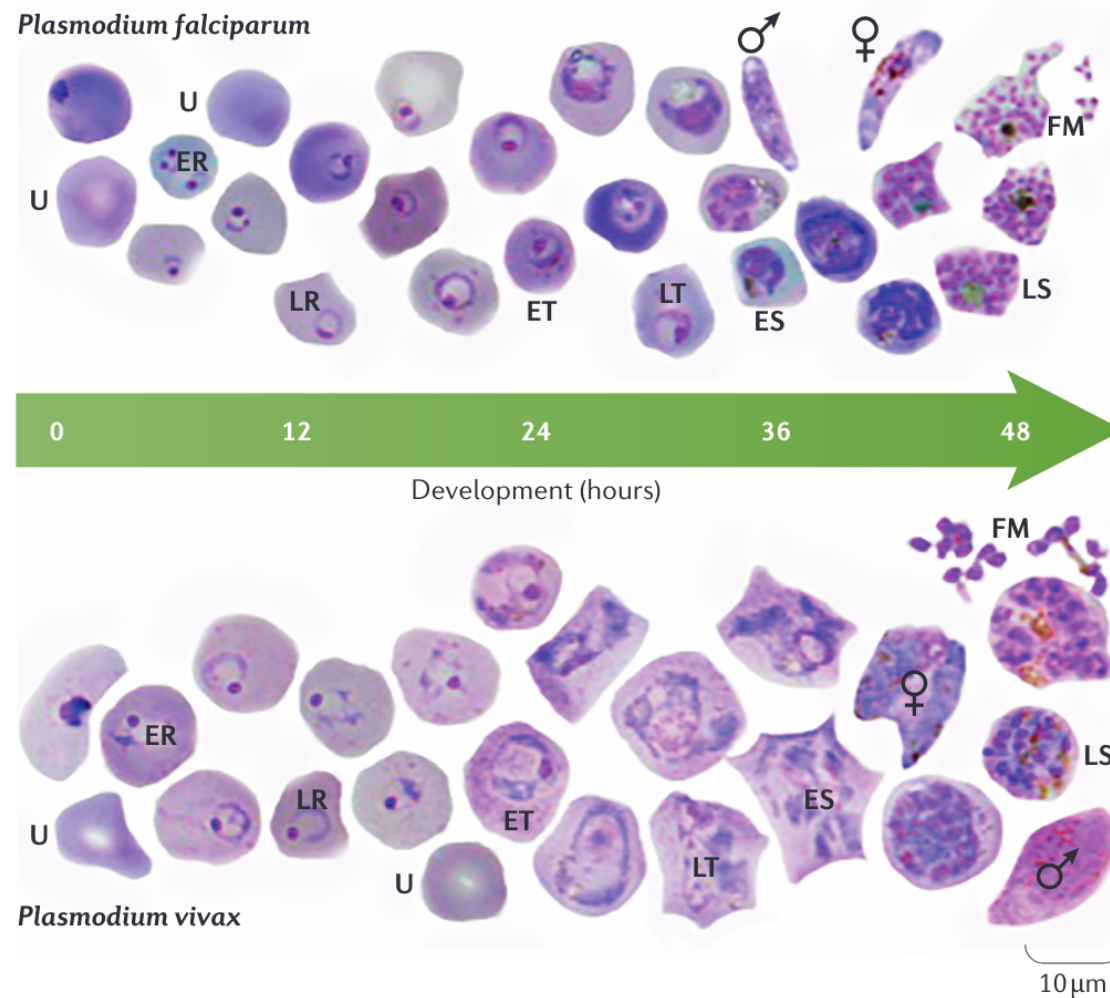 Plasmodium falciparum
♂ ♀
U
FM
ER
U
LR
LT
LS
ET
ES
0 12 24 36 48
Development (hours)
FM
ER
♀
LS
LR
ES
U
ET
LT
♂
U
Plasmodium vivax
10 μm